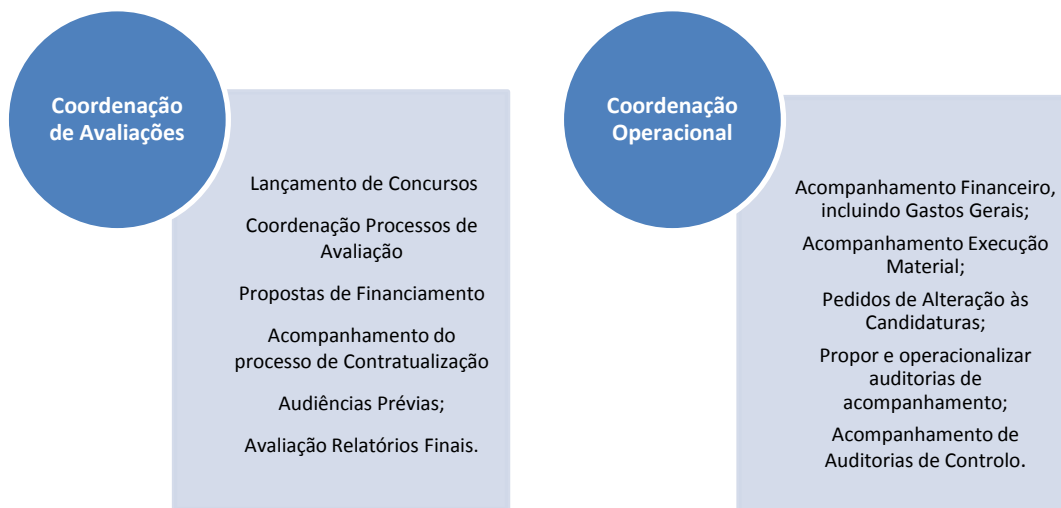 Coordenação
de Avaliações
Lançamento de Concursos
Coordenação Processos de
Avaliação
Propostas de Financiamento
Acompanhamento do
processo de Contratualização
Audiências Prévias;
Avaliação Relatórios Finais.
Coordenação
Operacional
Acompanhamento Financeiro,
incluindo Gastos Gerais;
Acompanhamento Execução
Material;
Pedidos de Alteração às
Candidaturas;
Propor e operacionalizar
auditorias de
acompanhamento;
Acompanhamento de
Auditorias de Controlo.